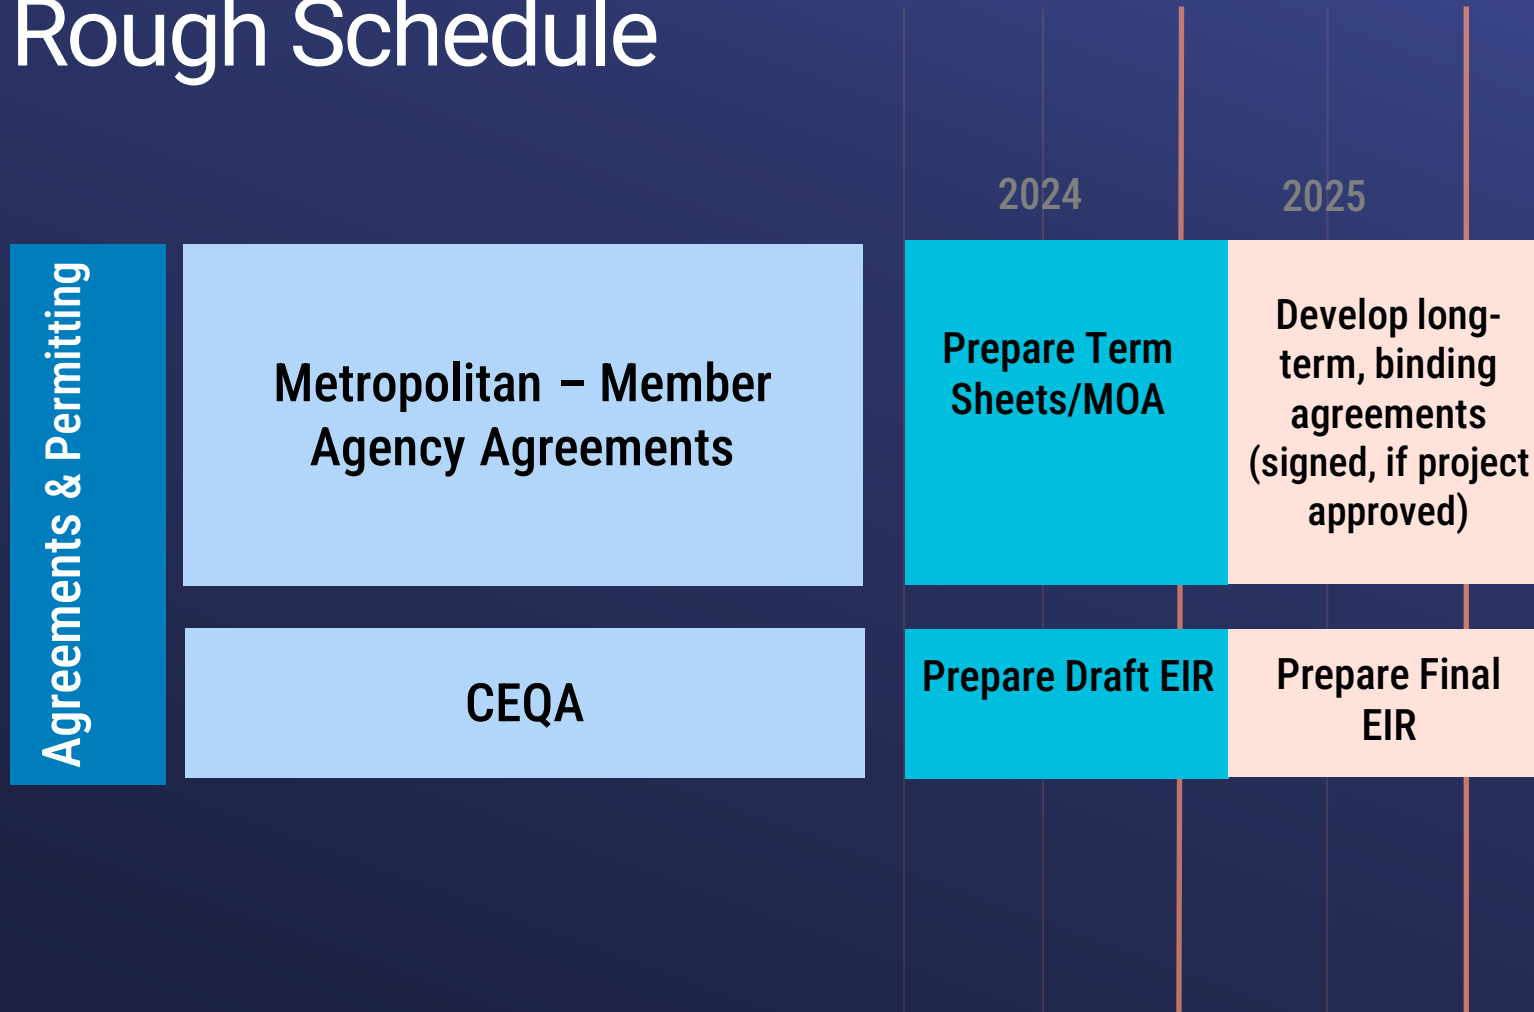 Rough Schedule
2024
2025
Agreements & Permitting
Metropolitan – Member
Agency Agreements
Prepare Term
Sheets/MOA
Develop long-
term, binding
agreements
(signed, if project
approved)
CEQA
Prepare Draft EIR
Prepare Final
EIR